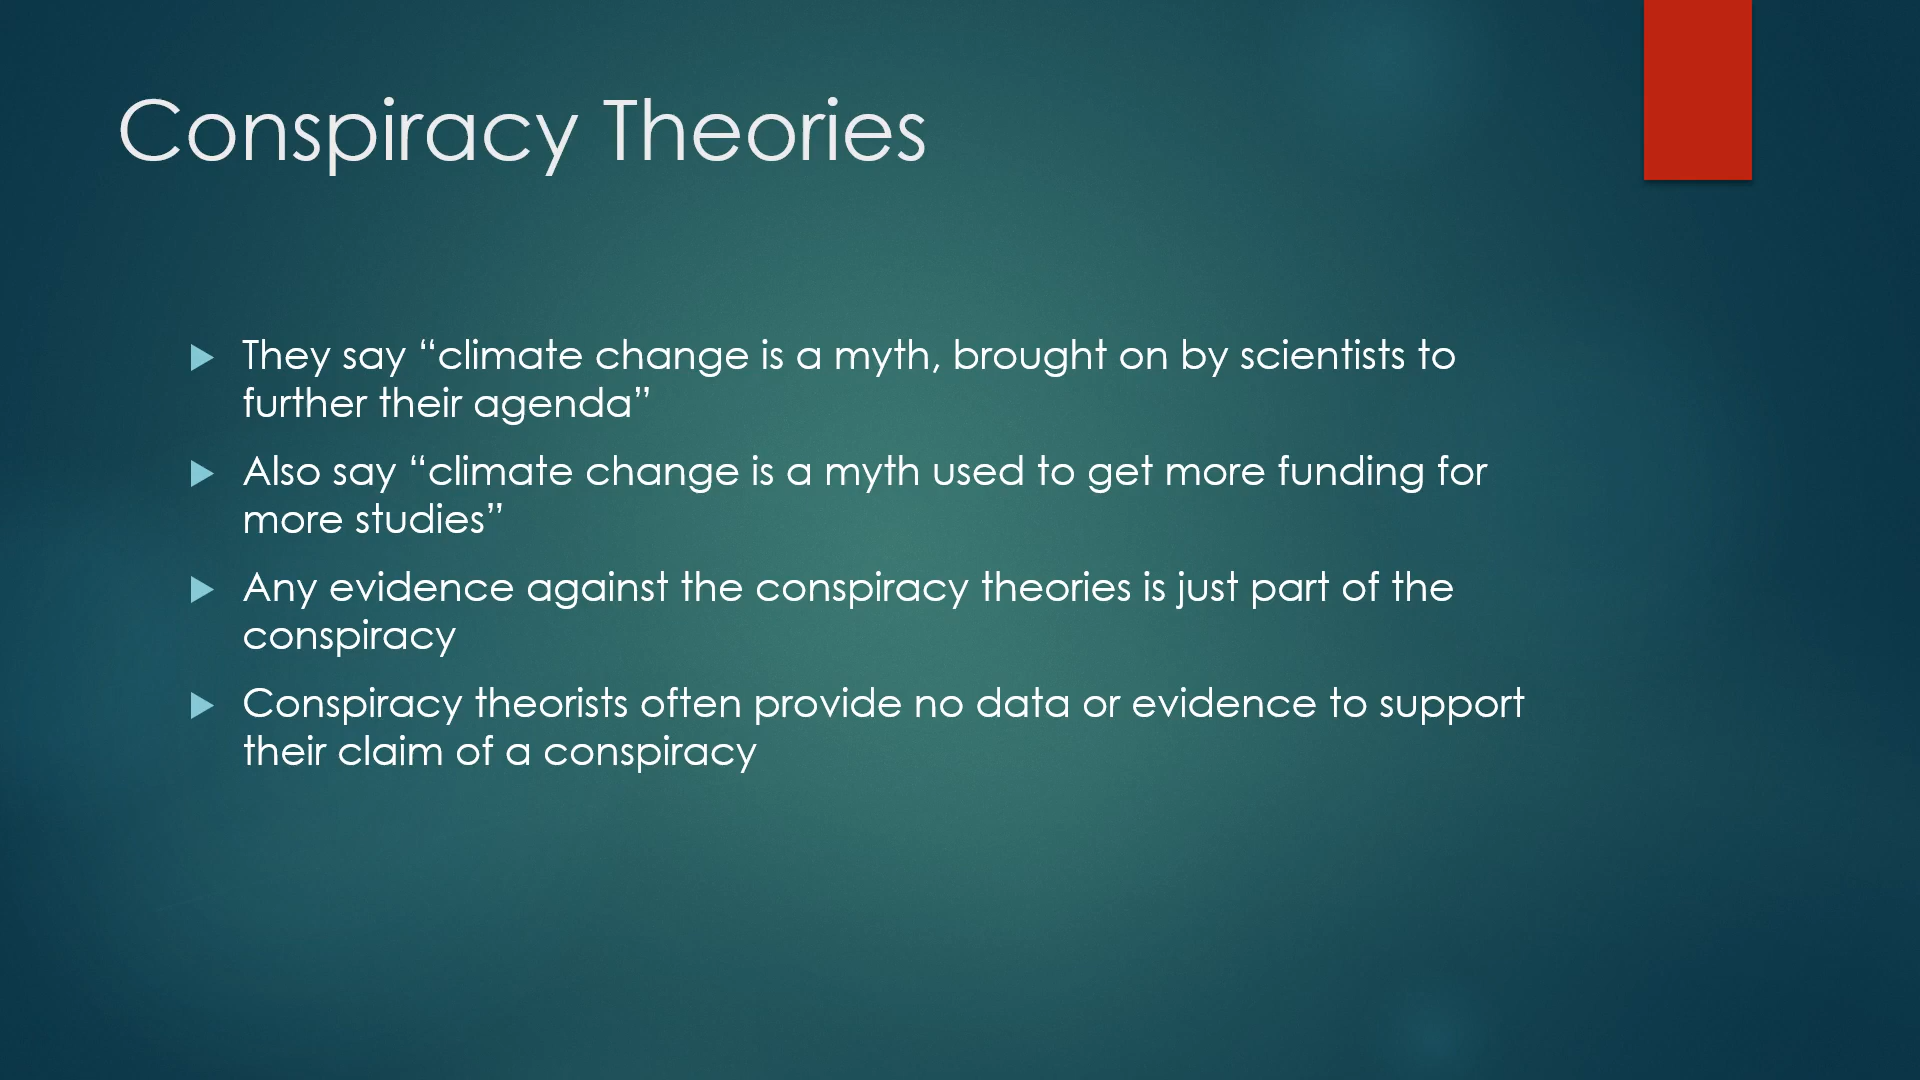 Conspiracy Theories
They say “climate change is a myth, brought on by scientists to
further their agenda”
Also say “climate change is a myth used to get more funding for
more studies”
Any evidence against the conspiracy theories is just part of the
conspiracy
Conspiracy theorists often provide no data or evidence to support
their claim of a conspiracy